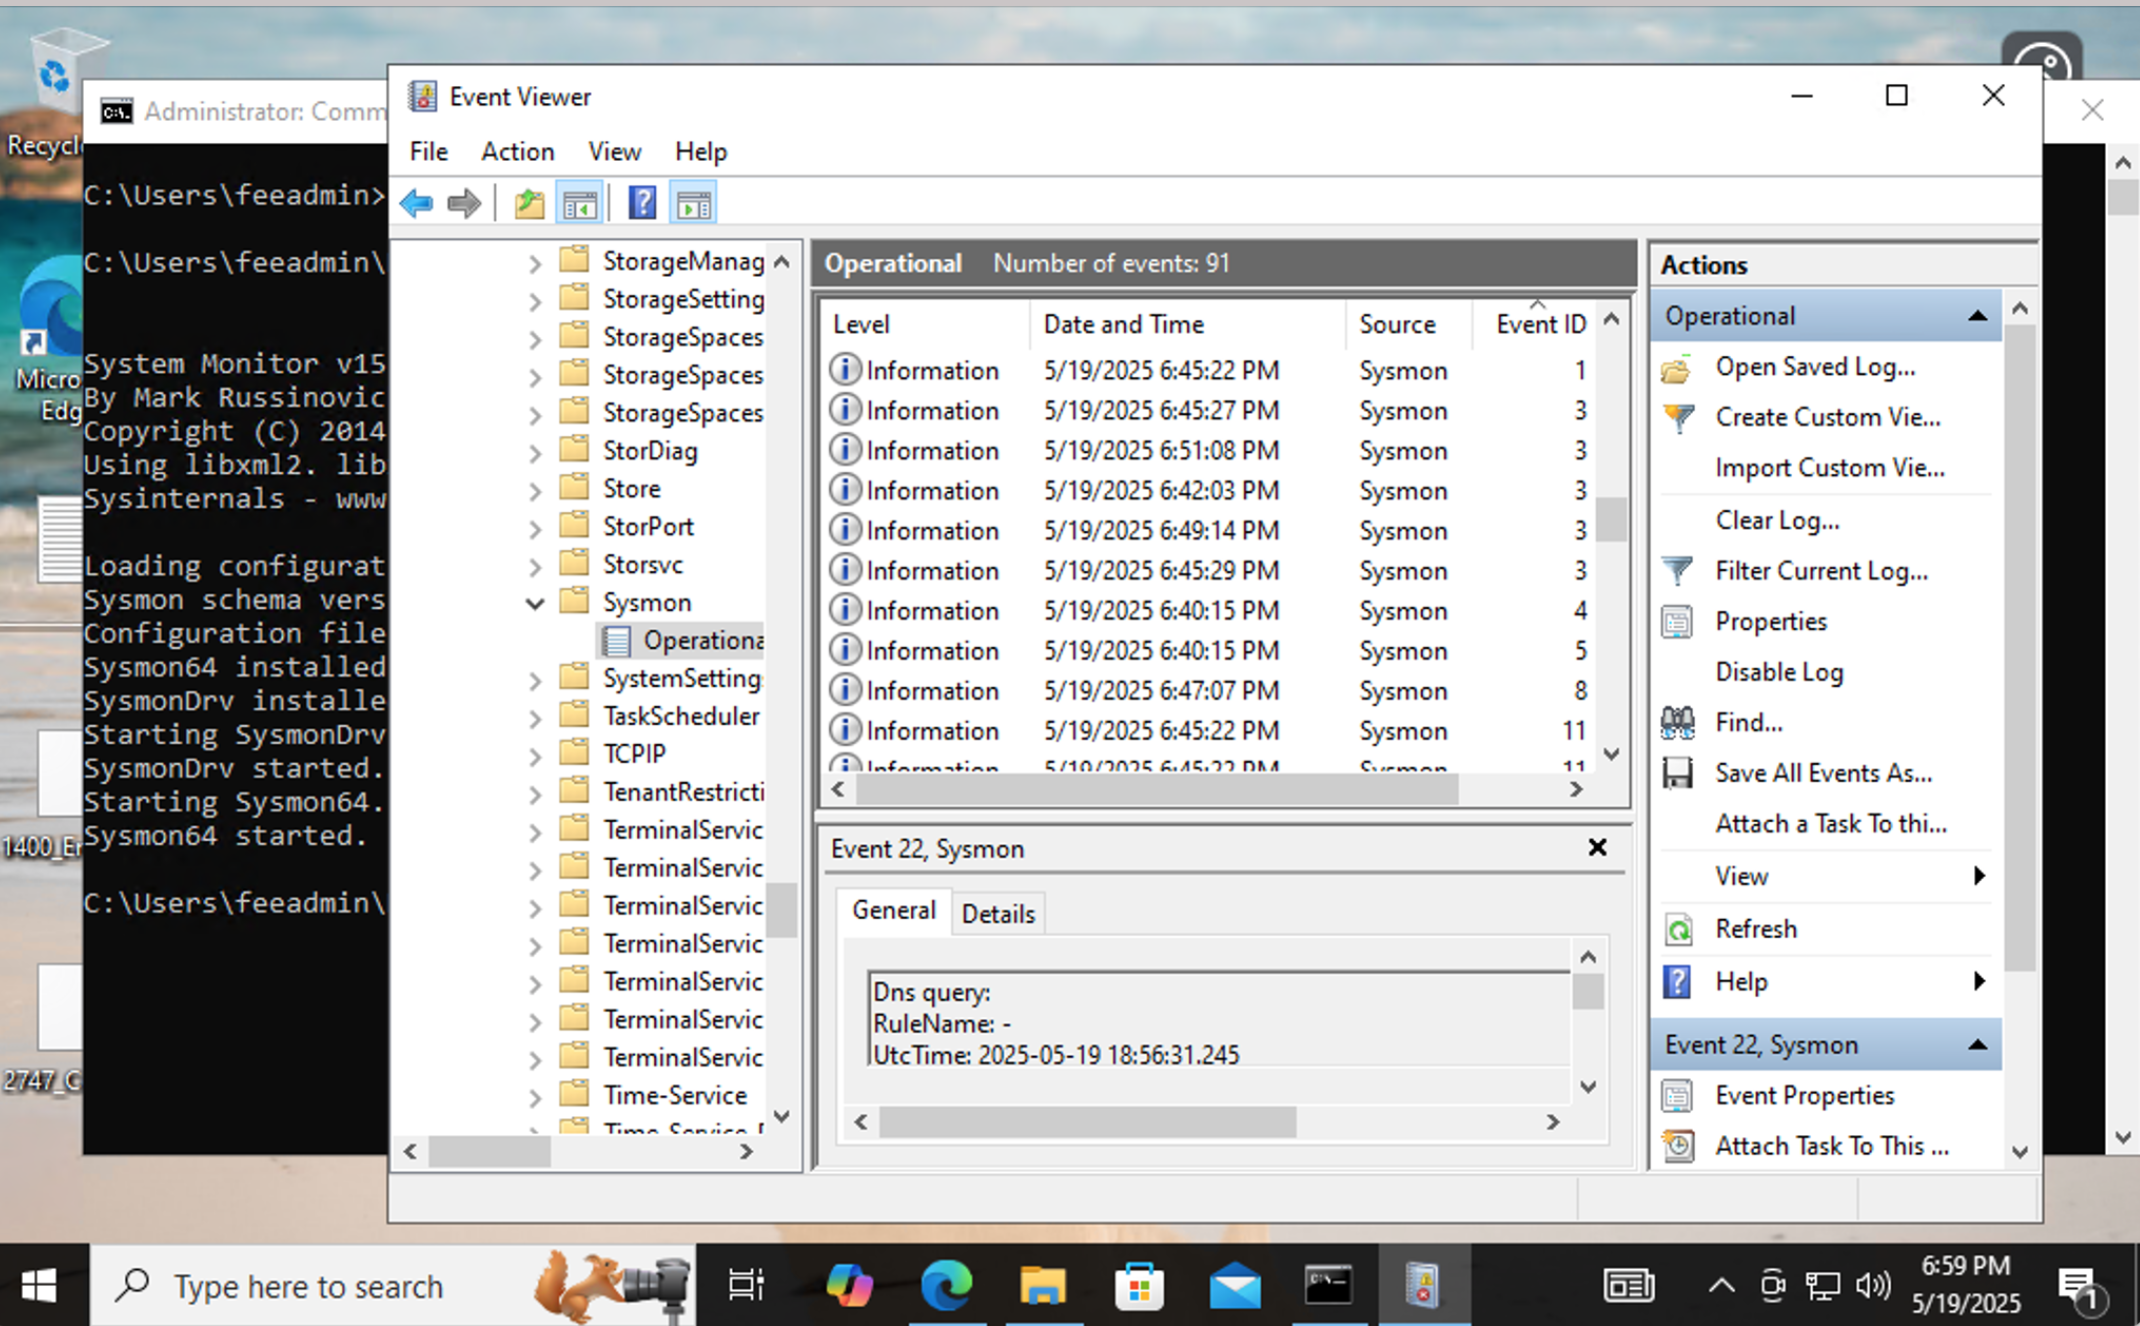 Recycl
Micro
Edg
1400_Er
2747_C
Administrator: Comm
C:\Users\feeadmin>
C:\Users\feeadmin\
System Monitor v15
By Mark Russinovic
Copyright (C) 2014
Using libxml2. lib
Sysinternals - www
Loading configurat
Sysmon schema vers
Configuration file
Sysmon64 installed
SysmonDrv installe
Starting SysmonDrv
SysmonDrv started.
Starting Sysmon64.
Sysmon64 started.
C:\Users\feeadmin\
Event Viewer
File Action View Help
StorageManag
StorageSetting
StorageSpaces
StorageSpaces
StorageSpaces
StorDiag
Store
StorPort
Storsvc
Sysmon
Operationa
SystemSetting
TaskScheduler
TCPIP
TenantRestricti
TerminalServic
TerminalServic
TerminalServic
TerminalServic
TerminalServic
TerminalServic
TerminalServic
Time-Service
Time-Service-
Operational Number of events: 91
Level Date and Time Source Event ID
Information 5/19/2025 6:45:22 PM Sysmon 1
Information 5/19/2025 6:45:27 PM Sysmon 3
Information 5/19/2025 6:51:08 PM Sysmon 3
Information 5/19/2025 6:42:03 PM Sysmon 3
Information 5/19/2025 6:49:14 PM Sysmon 3
Information 5/19/2025 6:45:29 PM Sysmon 3
Information 5/19/2025 6:40:15 PM Sysmon 4
Information 5/19/2025 6:40:15 PM Sysmon 5
Information 5/19/2025 6:47:07 PM Sysmon 8
Information 5/19/2025 6:45:22 PM Sysmon 11
Information 5/19/2025 6:45:22 PM Sysmon 11
Event 22, Sysmon
General Details
Dns query:
RuleName: -
UtcTime: 2025-05-19 18:56:31.245
Actions
Operational
Open Saved Log...
Create Custom Vie...
Import Custom Vie...
Clear Log...
Filter Current Log...
Properties
Disable Log
Find...
Save All Events As...
Attach a Task To thi...
View
Refresh
Help
Event 22, Sysmon
Event Properties
Attach Task To This ...
Type here to search
6:59 PM
5/19/2025
1